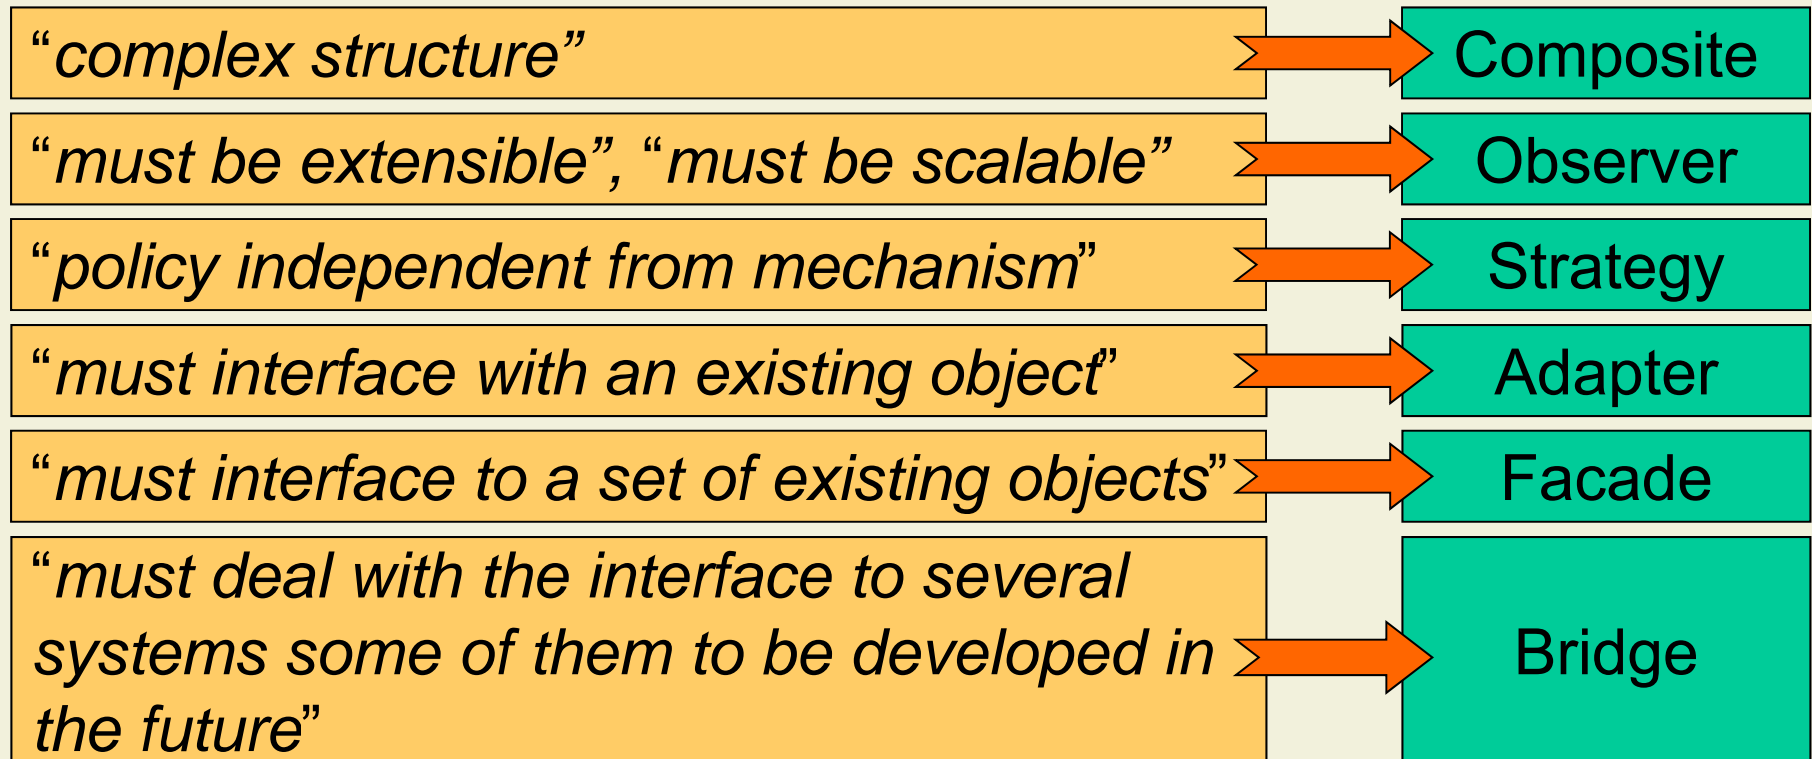 “complex structure” Composite
“must be extensible”, “must be scalable” Observer
“policy independent from mechanism” Strategy
“must interface with an existing object” Adapter
“must interface to a set of existing objects” Facade
“must deal with the interface to several
systems some of them to be developed in
the future”
Bridge